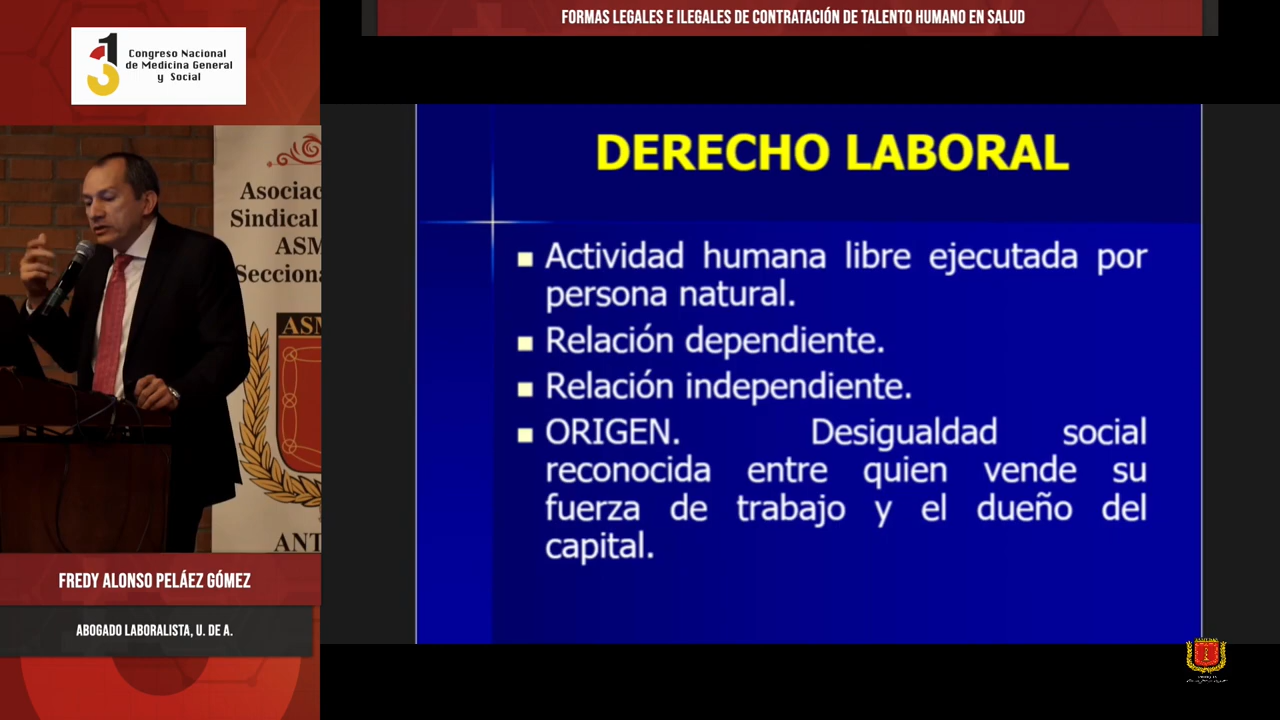 FORMAS LEGALES E ILEGALES DE CONTRATACIÓN DE TALENTO HUMANO EN SALUD
13
Congreso Nacional
de Medicina General
y Social
Asociac
Sindical
ASM
Secciona
ASM
ANT
DERECHO LABORAL
Actividad humana libre ejecutada por
persona natural.
Relación dependiente.
Relación independiente.
ORIGEN. Desigualdad social
reconocida entre quien vende su
fuerza de trabajo y el dueño del
capital.
FREDY ALONSO PELÁEZ GÓMEZ
ABOGADO LABORALISTA, U. DE A.